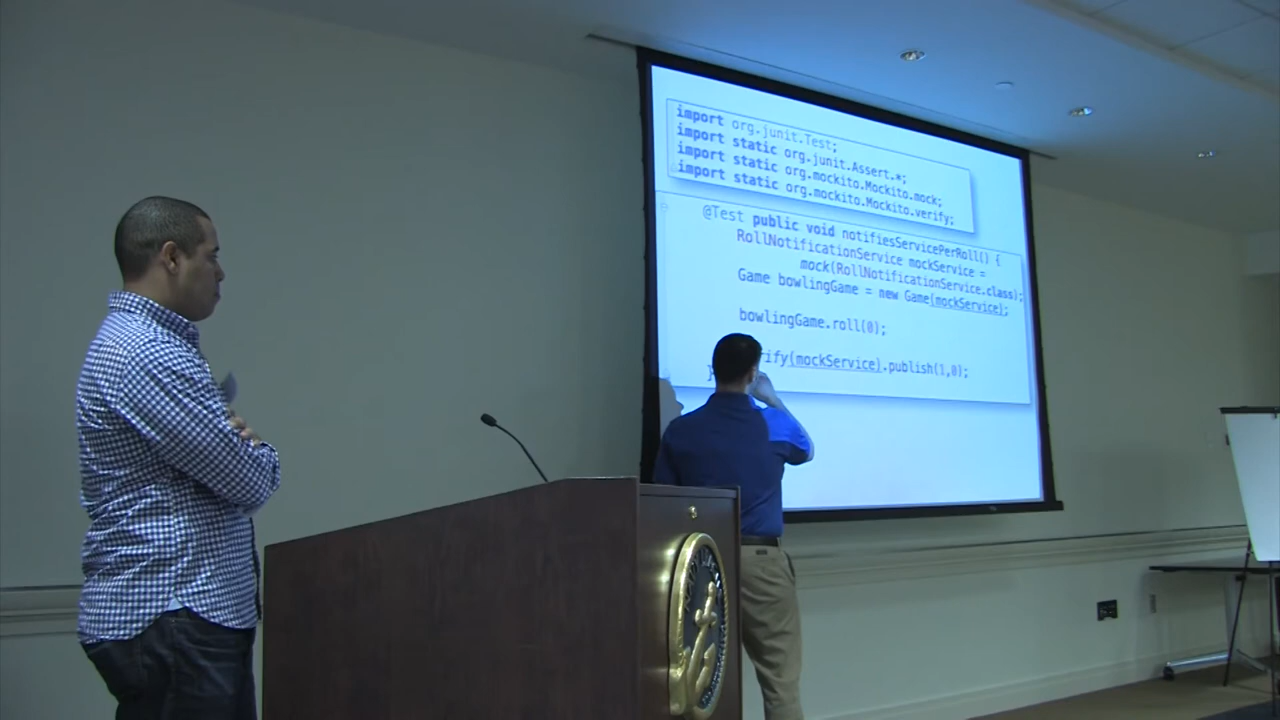 import org.junit.Test;
import static org.junit.Assert.*;
import static org.mockito.Mockito.mock;
import static org.mockito.Mockito.verify;
@Test public void notifiesServicePerRoll() {
RollNotificationService mockService =
mock(RollNotificationService.class);
Game bowlingGame = new Game(mockService);
bowlingGame.roll(0);
rify(mockService).publish(1,0);
}